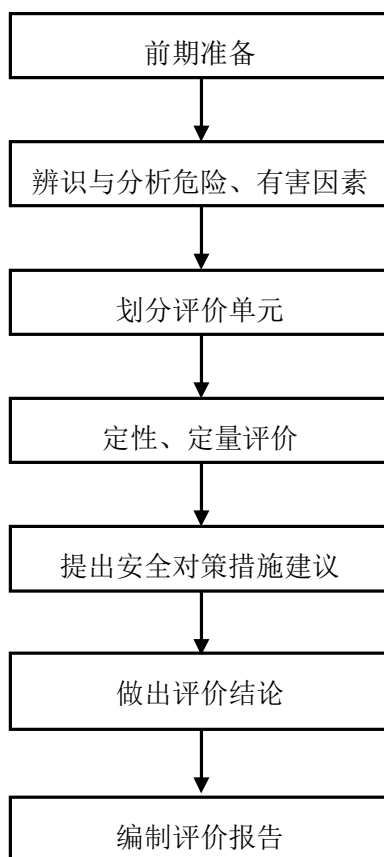 前期准备
辨识与分析危险、有害因素
划分评价单元
定性、定量评价
提出安全对策措施建议
做出评价结论
编制评价报告